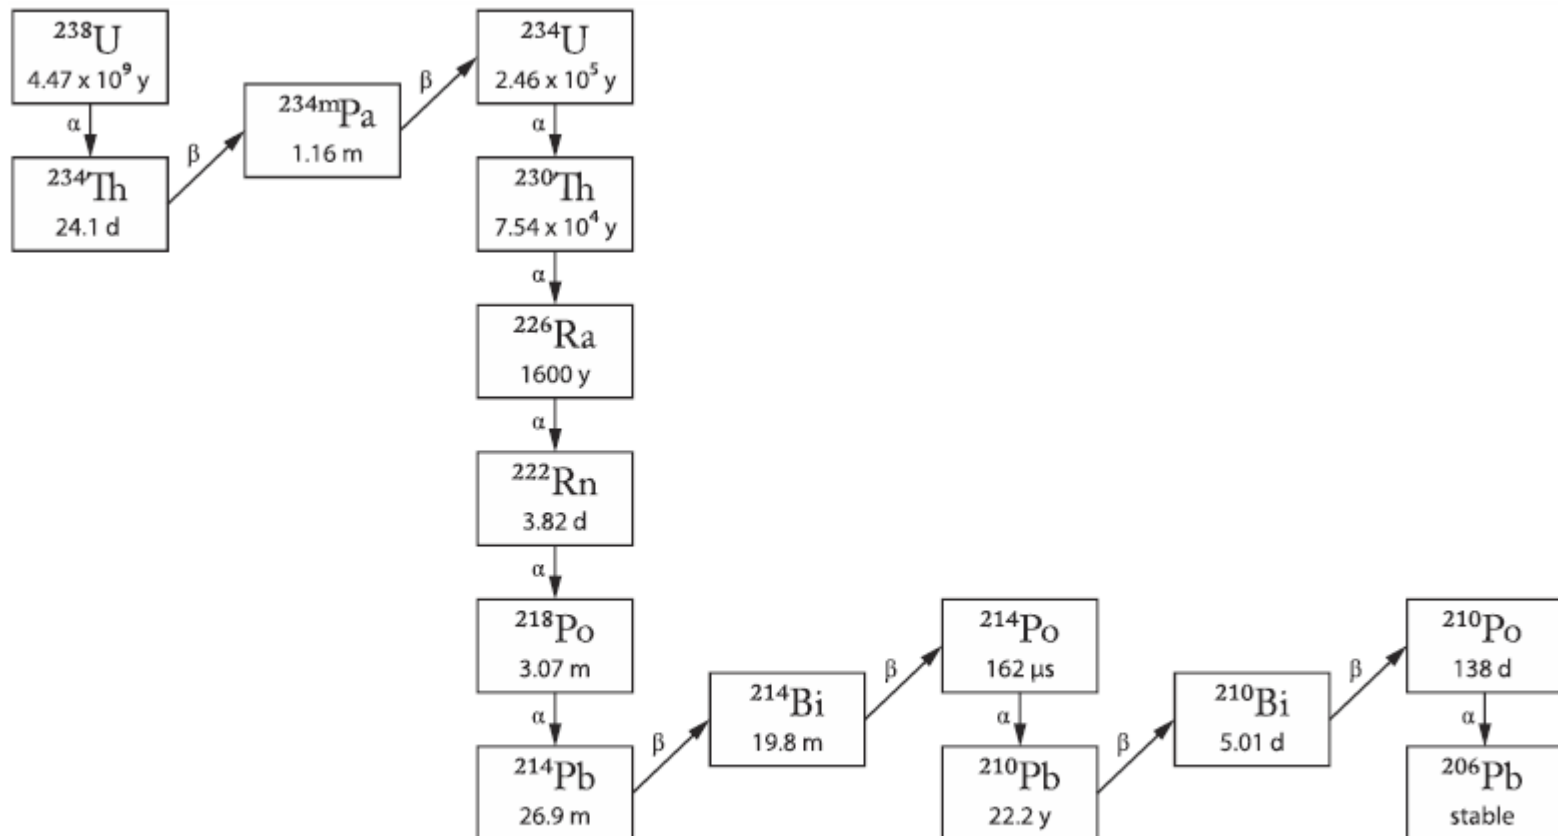 ²³⁸U
4.47 x 10⁹ y
α
²³⁴Th
24.1 d
β
²³⁴ᵐPa
1.16 m
β
²³⁴U
2.46 x 10⁵ y
α
²³⁰Th
7.54 x 10⁴ y
α
²²⁶Ra
1600 y
α
²²²Rn
3.82 d
α
²¹⁸Po
3.07 m
α
²¹⁴Pb
26.9 m
β
²¹⁴Bi
19.8 m
β
²¹⁴Po
162 μs
α
²¹⁰Pb
22.2 y
β
²¹⁰Bi
5.01 d
β
²¹⁰Po
138 d
α
²⁰⁶Pb
stable